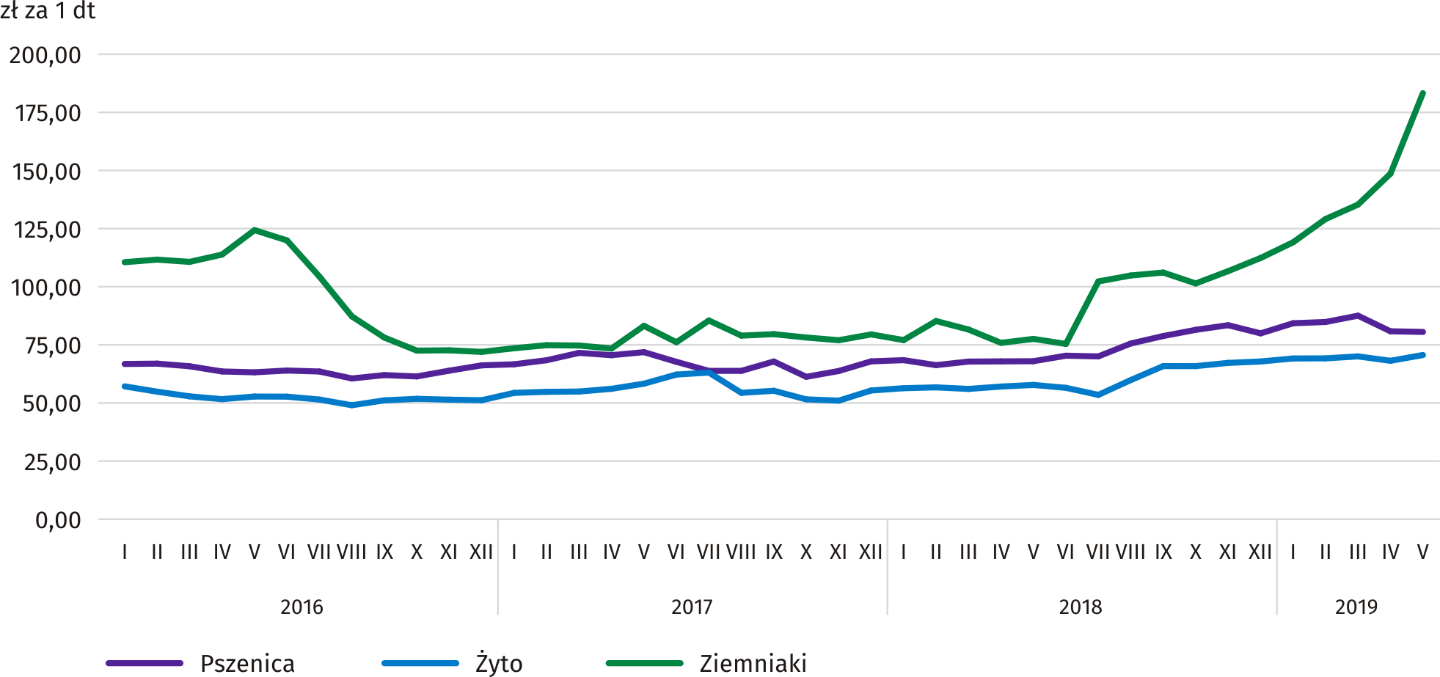 zł za 1 dt
200,00
175,00
150,00
125,00
100,00
75,00
50,00
25,00
0,00
I II III IV V VI VII VIII IX X XI XII I II III IV V VI VII VIII IX X XI XII I II III IV V VI VII VIII IX X XI XII I II III IV V
2016 2017 2018 2019
Pszenica Żyto Ziemniaki